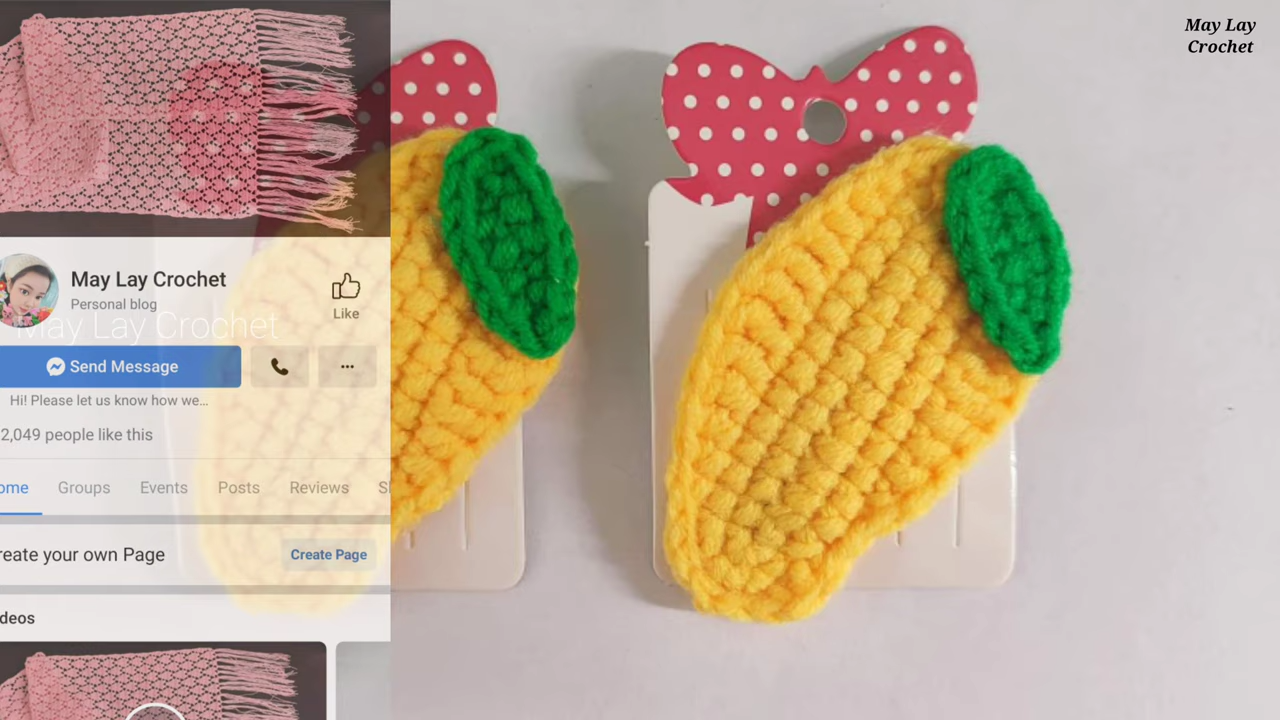 May Lay
Crochet
May Lay Crochet
Personal blog
Like
May Lay Crochet
Send Message
Hi! Please let us know how we...
2,049 people like this
ome
Groups
Events
Posts
Reviews
S
reate your own Page
Create Page
deos